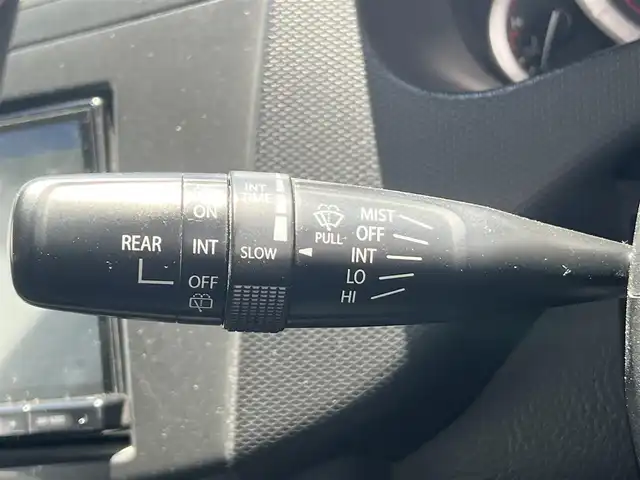 REAR
ON
INT
OFF
INT
TIME
SLOW
PULL
MIST
OFF
INT
LO
HI